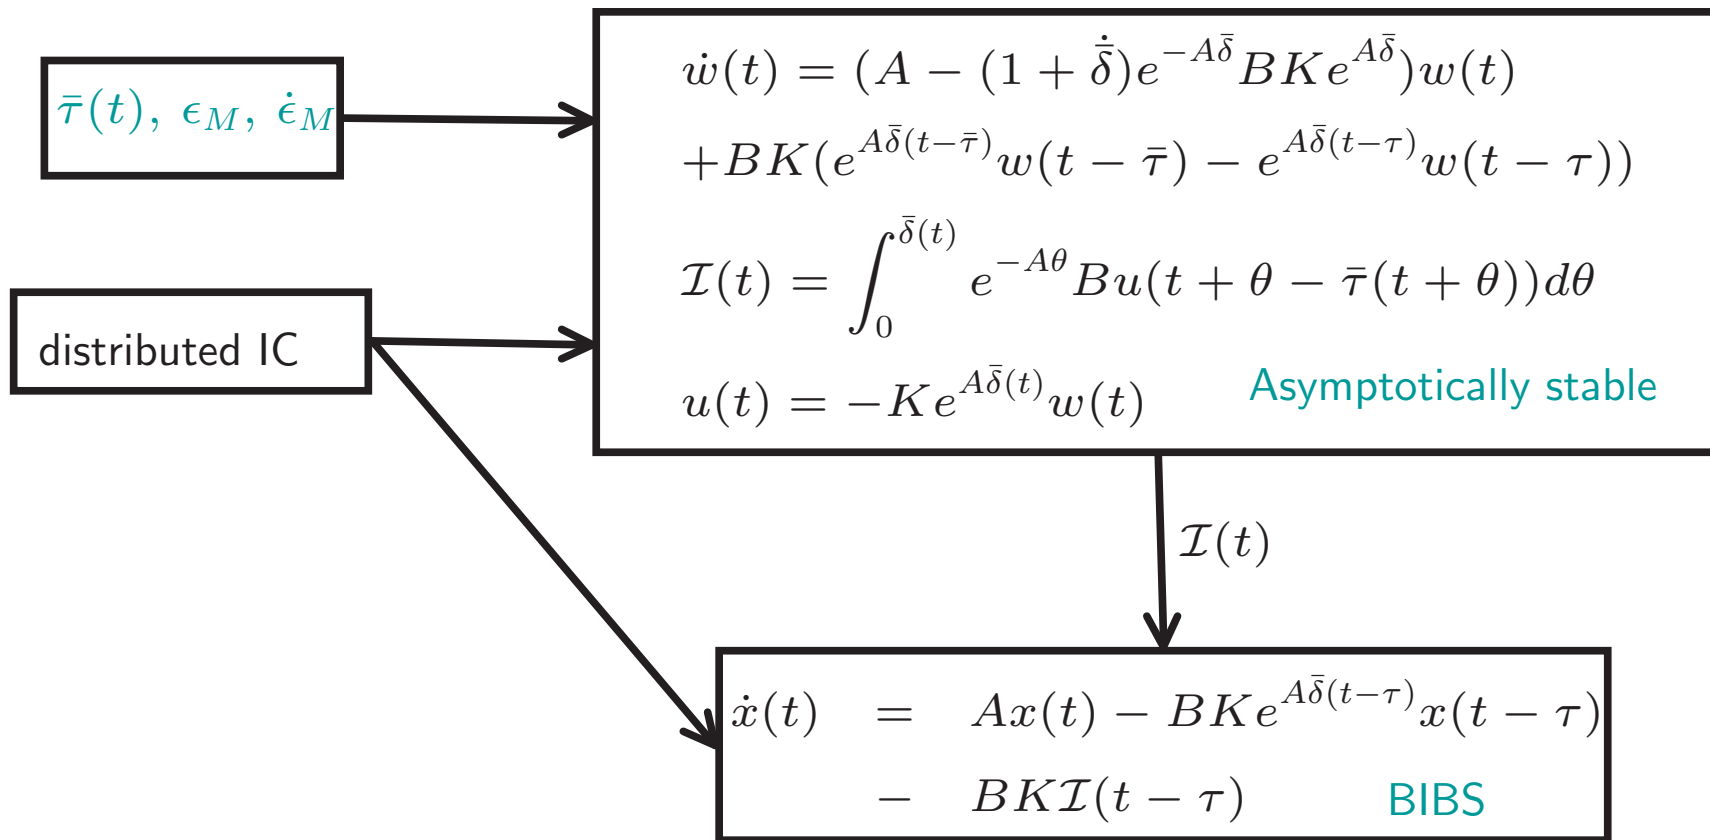 τ̄(t), ϵ_M, ϵ̇_M
ẇ(t) = (A − (1 + δ̄̇)e^{−Aδ̄}BKe^{Aδ̄})w(t)
+BK(e^{Aδ̄(t−τ̄)}w(t − τ̄) − e^{Aδ̄(t−τ)}w(t − τ))
distributed IC
ℐ(t) = ∫_0^{δ̄(t)} e^{−Aθ}Bu(t + θ − τ̄(t + θ))dθ
u(t) = −Ke^{Aδ̄(t)}w(t)
Asymptotically stable
ℐ(t)
ẋ(t) = Ax(t) − BKe^{Aδ̄(t−τ)}x(t − τ)
− BKℐ(t − τ)
BIBS